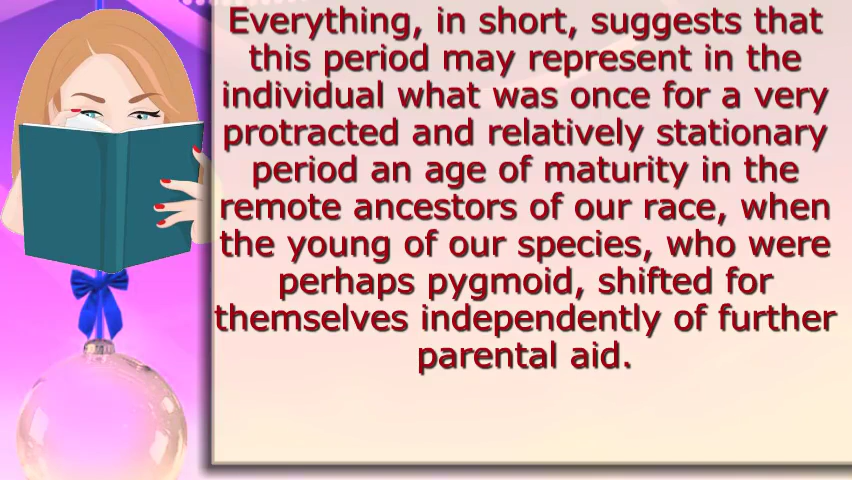 Everything, in short, suggests that
this period may represent in the
individual what was once for a very
protracted and relatively stationary
period an age of maturity in the
remote ancestors of our race, when
the young of our species, who were
perhaps pygmoid, shifted for
themselves independently of further
parental aid.